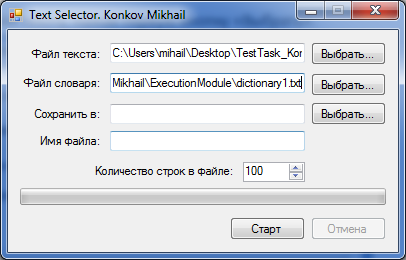 Text Selector. Konkov Mikhail
Файл текста: C:\Users\mihail\Desktop\TestTask_Kor Выбрать...
Файл словаря: Mikhail\ExecutionModule\dictionary1.txt Выбрать...
Сохранить в: Выбрать...
Имя файла:
Количество строк в файле: 100
Старт Отмена